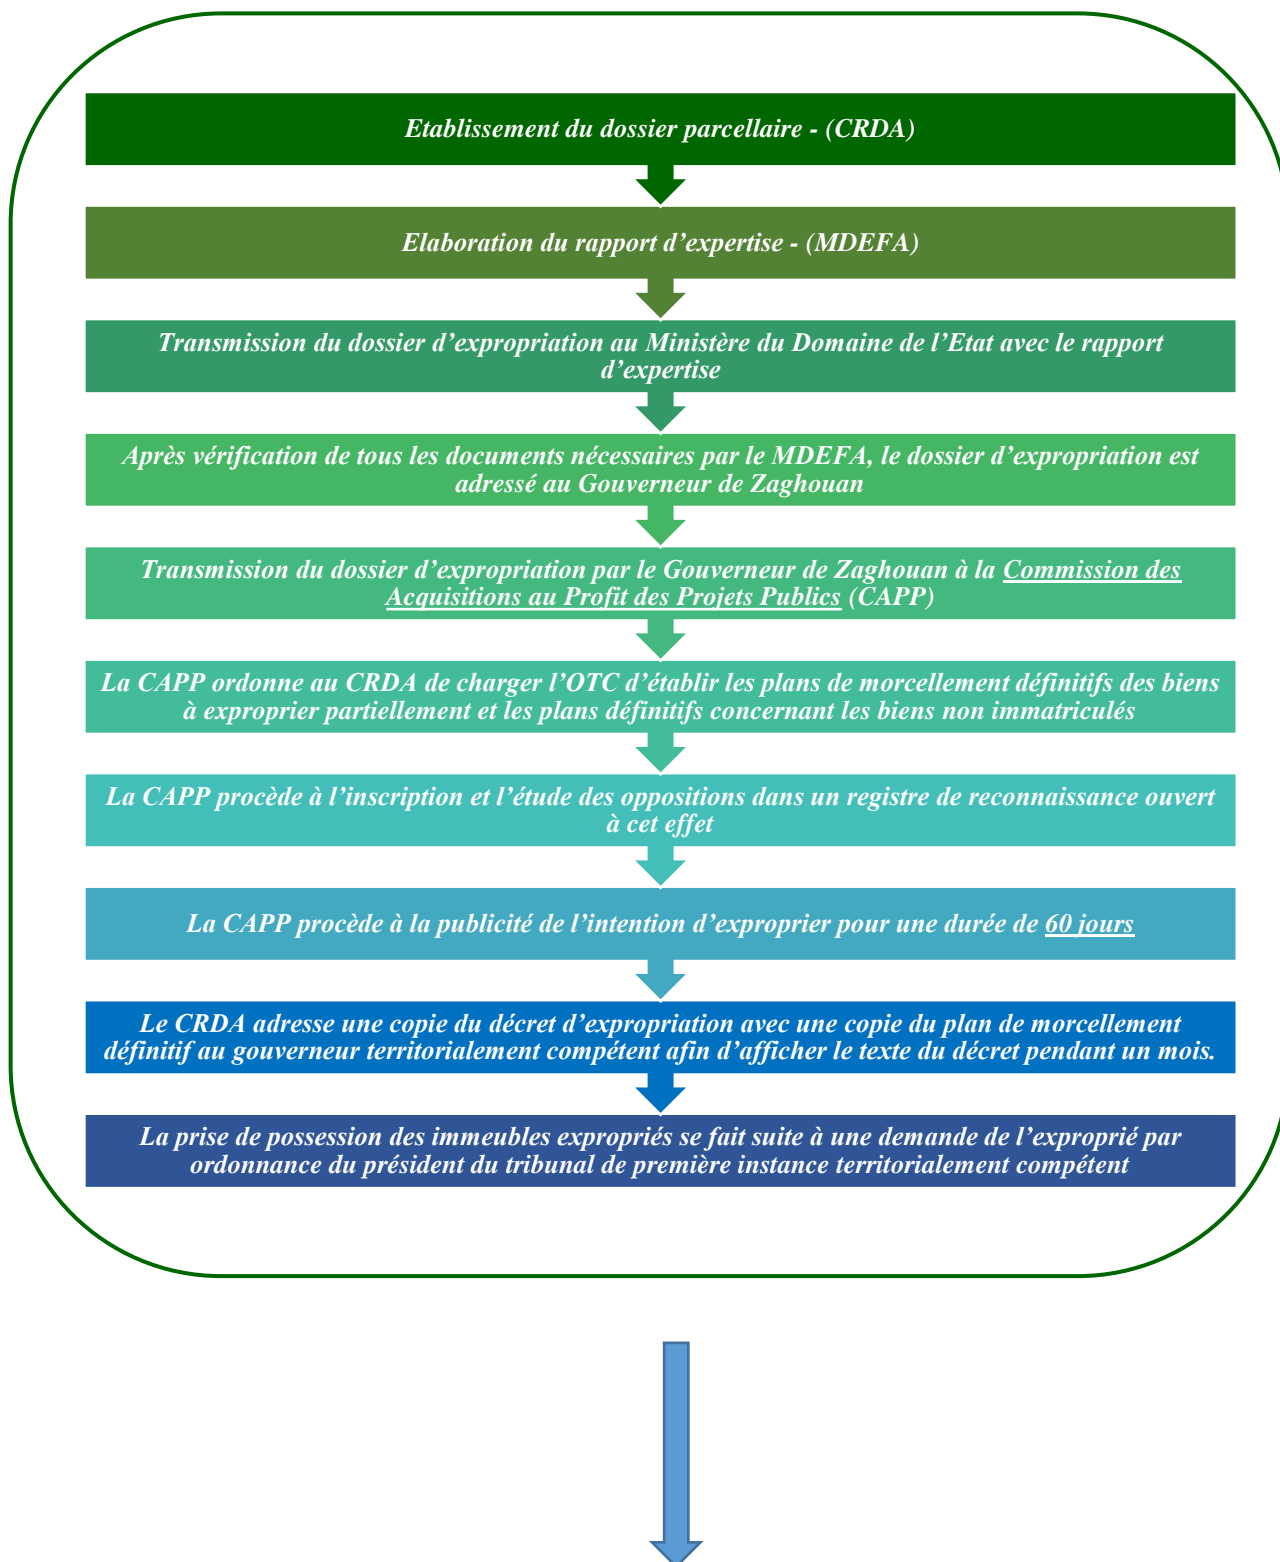 Etablissement du dossier parcellaire - (CRDA)
Elaboration du rapport d’expertise - (MDEFA)
Transmission du dossier d’expropriation au Ministère du Domaine de l’Etat avec le rapport
d’expertise
Après vérification de tous les documents nécessaires par le MDEFA, le dossier d’expropriation est
adressé au Gouverneur de Zaghouan
Transmission du dossier d’expropriation par le Gouverneur de Zaghouan à la Commission des
Acquisitions au Profit des Projets Publics (CAPP)
La CAPP ordonne au CRDA de charger l’OTC d’établir les plans de morcellement définitifs des biens
à exproprier partiellement et les plans définitifs concernant les biens non immatriculés
La CAPP procède à l’inscription et l’étude des oppositions dans un registre de reconnaissance ouvert
à cet effet
La CAPP procède à la publicité de l’intention d’exproprier pour une durée de 60 jours
Le CRDA adresse une copie du décret d’expropriation avec une copie du plan de morcellement
définitif au gouverneur territorialement compétent afin d’afficher le texte du décret pendant un mois.
La prise de possession des immeubles expropriés se fait suite à une demande de l’exproprié par
ordonnance du président du tribunal de première instance territorialement compétent